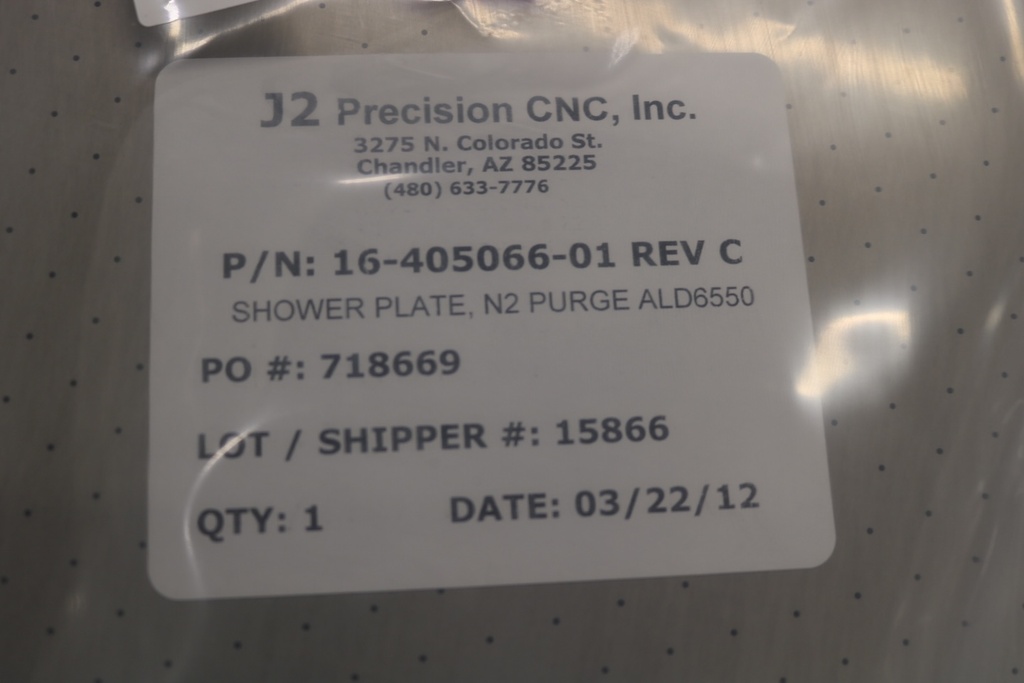 J2 Precision CNC, Inc.
3275 N. Colorado St.
Chandler, AZ 85225
(480) 633-7776
P/N: 16-405066-01 REV C
SHOWER PLATE, N2 PURGE ALD6550
PO #: 718669
LOT / SHIPPER #: 15866
QTY: 1 DATE: 03/22/12